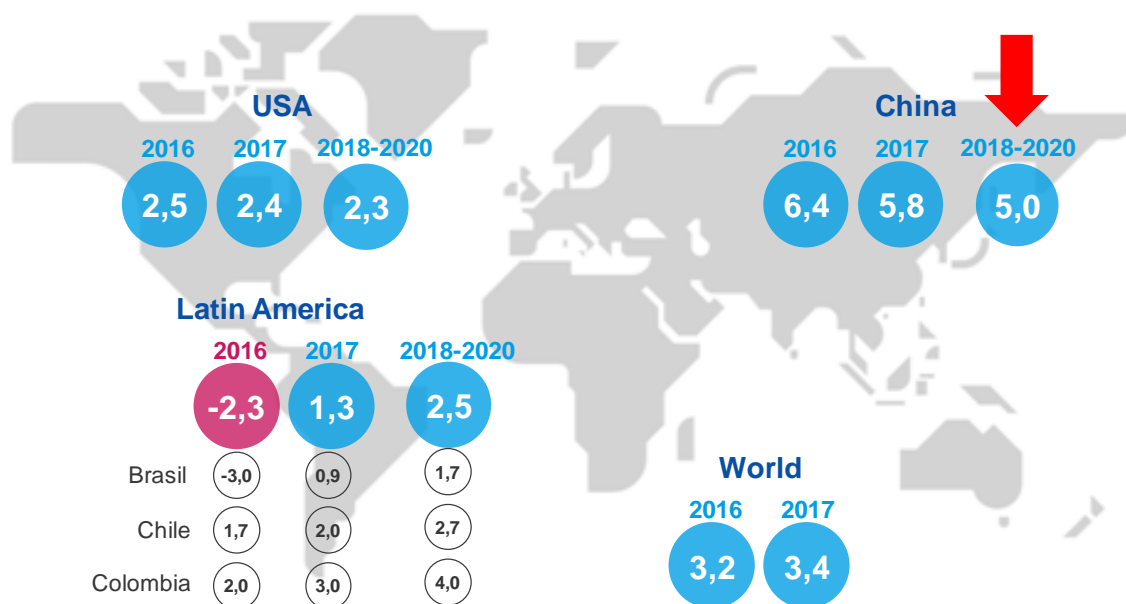 USA
2016 2017 2018-2020
2,5 2,4 2,3
China
2016 2017 2018-2020
6,4 5,8 5,0
Latin America
2016 2017 2018-2020
-2,3 1,3 2,5
Brasil -3,0 0,9 1,7
Chile 1,7 2,0 2,7
Colombia 2,0 3,0 4,0
World
2016 2017
3,2 3,4